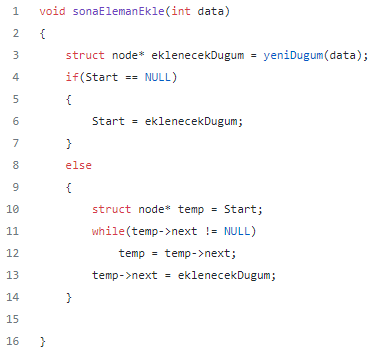 1 void sonaElemanEkle(int data)
2 {
3     struct node* eklenecekDugum = yeniDugum(data);
4     if(Start == NULL)
5     {
6         Start = eklenecekDugum;
7     }
8     else
9     {
10         struct node* temp = Start;
11         while(temp->next != NULL)
12             temp = temp->next;
13         temp->next = eklenecekDugum;
14     }
15
16 }